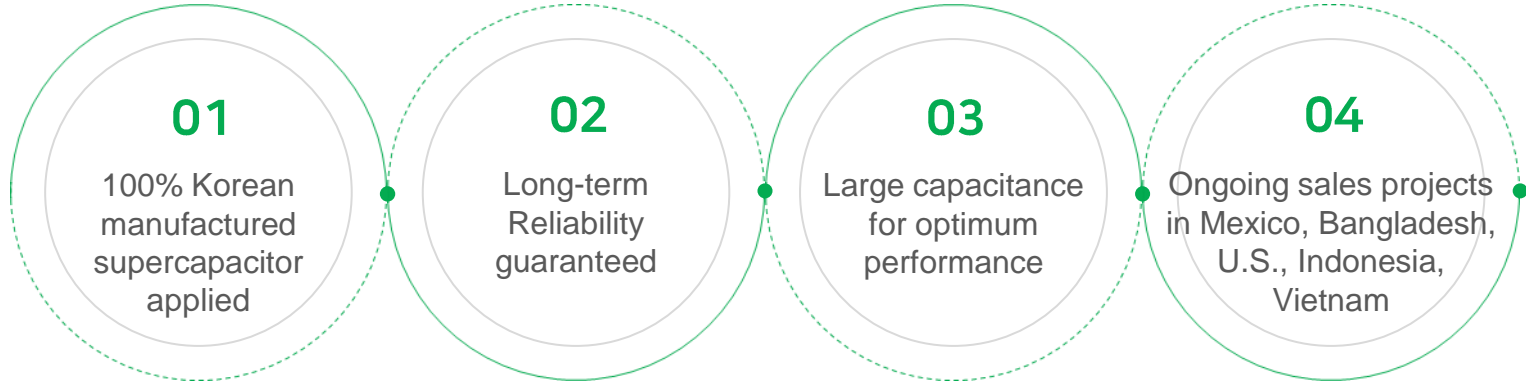 01
100% Korean
manufactured
supercapacitor
applied
02
Long-term
Reliability
guaranteed
03
Large capacitance
for optimum
performance
04
Ongoing sales projects
in Mexico, Bangladesh,
U.S., Indonesia,
Vietnam